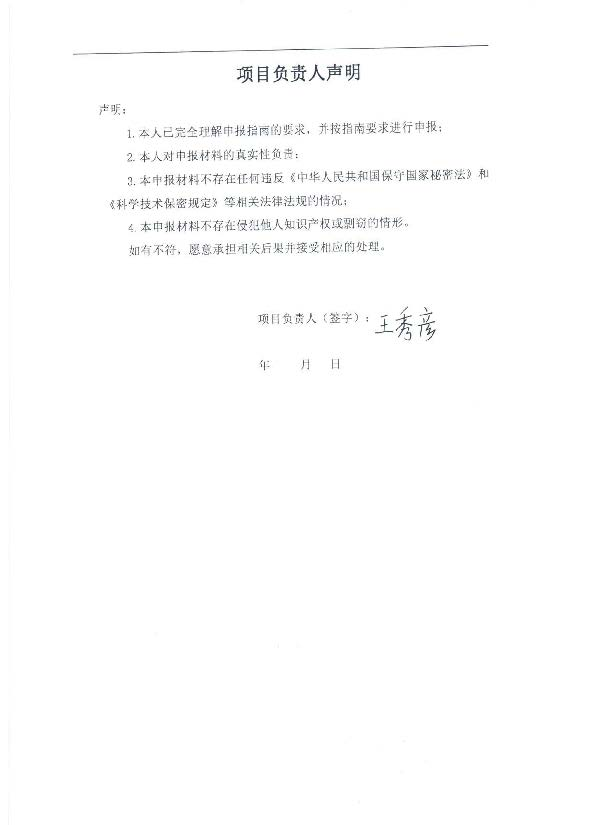 项目负责人声明
声明：
1.本人已完全理解申报指南的要求，并按指南要求进行申报；
2.本人对申报材料的真实性负责；
3.本申报材料不存在任何违反《中华人民共和国保守国家秘密法》和
《科学技术保密规定》等相关法律法规的情况；
4.本申报材料不存在侵犯他人知识产权或剽窃的情形。
如有不符，愿意承担相关后果并接受相应的处理。
项目负责人（签字）：王秀彦
年 月 日